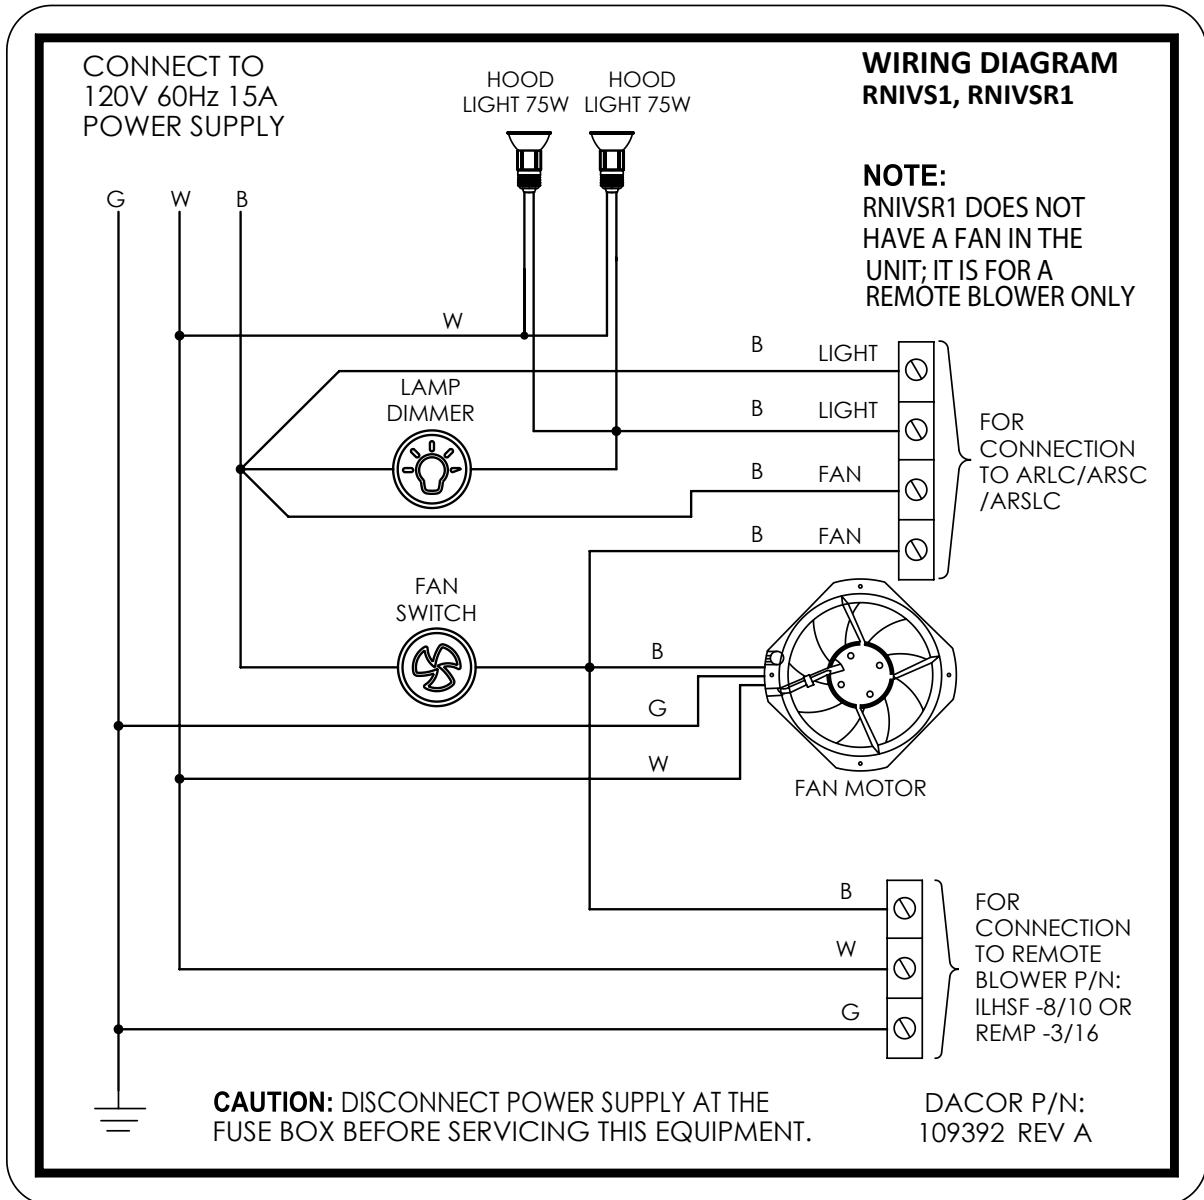 CONNECT TO
120V 60Hz 15A
POWER SUPPLY
HOOD
LIGHT 75W
HOOD
LIGHT 75W
WIRING DIAGRAM
RNIVS1, RNIVSR1
NOTE:
RNIVSR1 DOES NOT
HAVE A FAN IN THE
UNIT; IT IS FOR A
REMOTE BLOWER ONLY
G
W
B
W
B
LIGHT
LAMP
DIMMER
B
LIGHT
B
FAN
B
FAN
FOR
CONNECTION
TO ARLC/ARSC
/ARSLC
FAN
SWITCH
B
G
W
FAN MOTOR
B
W
G
FOR
CONNECTION
TO REMOTE
BLOWER P/N:
ILHSF -8/10 OR
REMP -3/16
CAUTION: DISCONNECT POWER SUPPLY AT THE
FUSE BOX BEFORE SERVICING THIS EQUIPMENT.
DACOR P/N:
109392 REV A